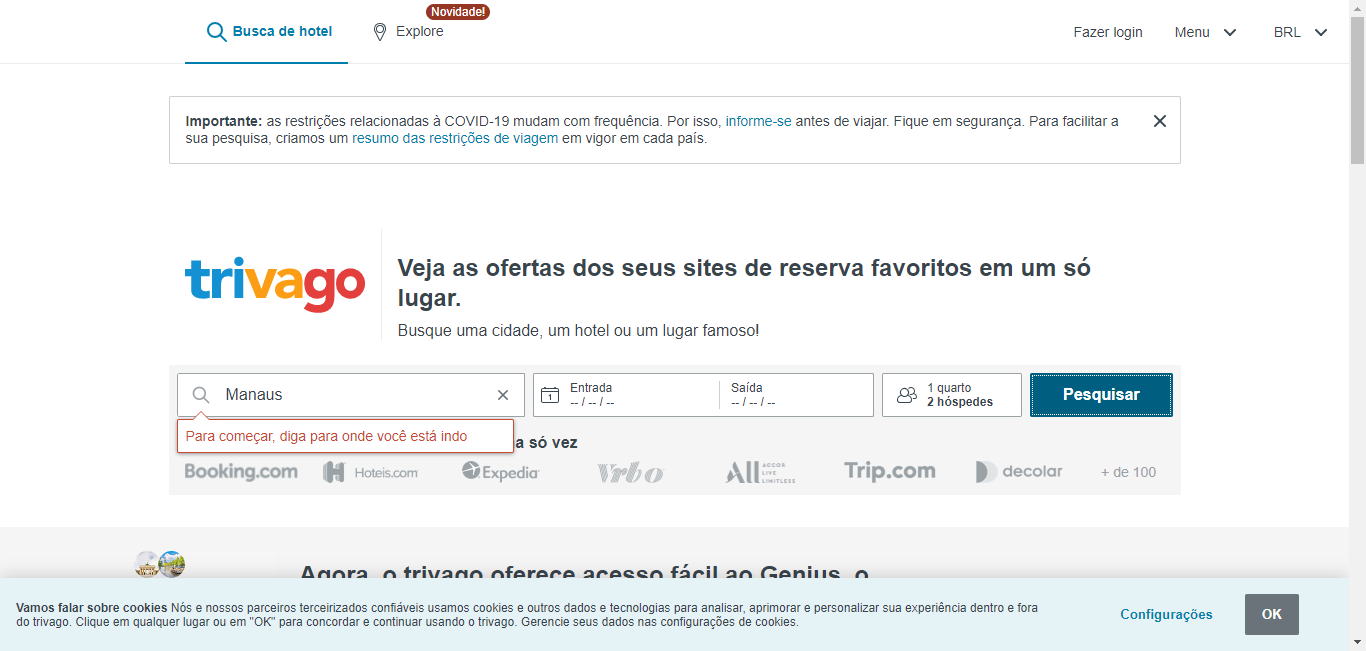 Novidade!
Busca de hotel
Explore
Fazer login
Menu
BRL
Importante: as restrições relacionadas à COVID-19 mudam com frequência. Por isso, informe-se antes de viajar. Fique em segurança. Para facilitar a
sua pesquisa, criamos um resumo das restrições de viagem em vigor em cada país.
trivago
Veja as ofertas dos seus sites de reserva favoritos em um só
lugar.
Busque uma cidade, um hotel ou um lugar famoso!
Manaus
1
Entrada
-- / -- / --
Saída
-- / -- / --
1 quarto
2 hóspedes
Pesquisar
Para começar, diga para onde você está indo
a só vez
Booking.com
H Hoteis.com
Expedia
Vrbo
All ACCOR
LIVE
LIMITLESS
Trip.com
decolar
+ de 100
Agora, o trivago oferece acesso fácil ao Genius, o
Vamos falar sobre cookies Nós e nossos parceiros terceirizados confiáveis usamos cookies e outros dados e tecnologias para analisar, aprimorar e personalizar sua experiência dentro e fora
do trivago. Clique em qualquer lugar ou em "OK" para concordar e continuar usando o trivago. Gerencie seus dados nas configurações de cookies.
Configurações
OK